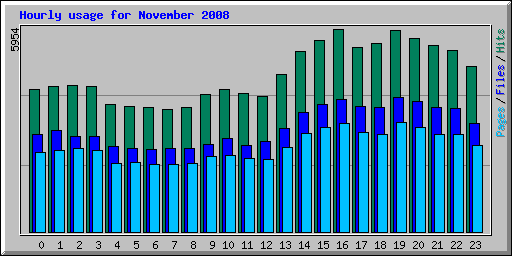 Hourly usage for November 2008
5954
Pages / Files / Hits
0 1 2 3 4 5 6 7 8 9 10 11 12 13 14 15 16 17 18 19 20 21 22 23